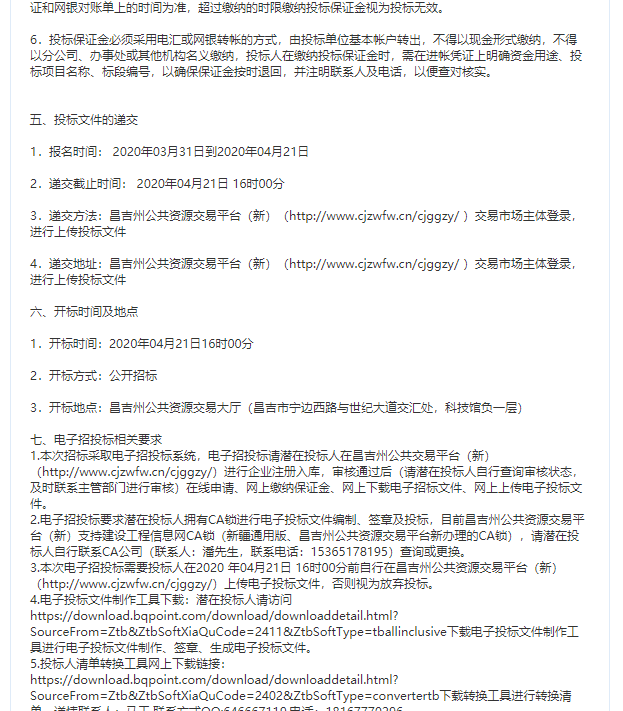 证和网银对账单上的时间为准，超过缴纳的时限缴纳投标保证金视为投标无效。
6．投标保证金必须采用电汇或网银转帐的方式，由投标单位基本帐户转出，不得以现金形式缴纳，不得
以分公司、办事处或其他机构名义缴纳，投标人在缴纳投标保证金时，需在进帐凭证上明确资金用途、投
标项目名称、标段编号，以确保保证金按时退回，并注明联系人及电话，以便查对核实。
五、投标文件的递交
1．报名时间： 2020年03月31日到2020年04月21日
2．递交截止时间： 2020年04月21日 16时00分
3．递交方法：昌吉州公共资源交易平台（新）（http://www.cjzwfw.cn/cjggzy/ ）交易市场主体登录，
进行上传投标文件
4．递交地址：昌吉州公共资源交易平台（新）（http://www.cjzwfw.cn/cjggzy/ ）交易市场主体登录，
进行上传投标文件
六、开标时间及地点
1．开标时间：2020年04月21日16时00分
2．开标方式：公开招标
3．开标地点：昌吉州公共资源交易大厅（昌吉市宁边西路与世纪大道交汇处，科技馆负一层）
七、电子招投标相关要求
1.本次招标采取电子招投标系统，电子招投标请潜在投标人在昌吉州公共交易平台（新）
（http://www.cjzwfw.cn/cjggzy/）进行企业注册入库，审核通过后（请潜在投标人自行查询审核状态，
及时联系主管部门进行审核）在线申请、网上缴纳保证金、网上下载电子招标文件、网上上传电子投标文
件。
2.电子招投标要求潜在投标人拥有CA锁进行电子投标文件编制、签章及投标，目前昌吉州公共资源交易平
台（新）支持建设工程信息网CA锁（新疆通用版、昌吉州公共资源交易平台新办理的CA锁），请潜在投
标人自行联系CA公司（联系人：潘先生，联系电话：15365178195）查询或更换。
3.本次电子招投标需要投标人在2020 年04月21日 16时00分前自行在昌吉州公共资源交易平台（新）
（http://www.cjzwfw.cn/cjggzy/）上传电子投标文件，否则视为放弃投标。
4.电子投标文件制作工具下载：潜在投标人请访问
https://download.bqpoint.com/download/downloaddetail.html?
SourceFrom=Ztb&ZtbSoftXiaQuCode=2411&ZtbSoftType=tballinclusive下载电子投标文件制作工
具进行电子投标文件制作、签章、生成电子投标文件。
5.投标人清单转换工具网上下载链接：
https://download.bqpoint.com/download/downloaddetail.html?
SourceFrom=Ztb&ZtbSoftXiaQuCode=2402&ZtbSoftType=convertertb下载转换工具进行转换清